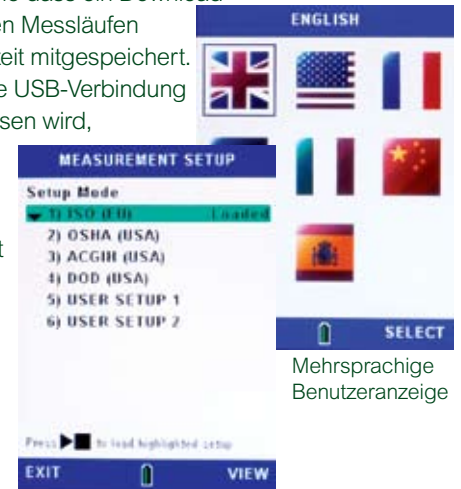 en Messläufen
eit mitgespeichert.
e USB-Verbindung
sen wird,
t
ENGLISH
SELECT
Mehrsprachige
Benutzeranzeige
MEASUREMENT SETUP
Setup Mode
1) ISO (EU) Loaded
2) OSHA (USA)
3) ACGIH (USA)
4) DOD (USA)
5) USER SETUP 1
6) USER SETUP 2
Press to load highlighted setup
EXIT VIEW